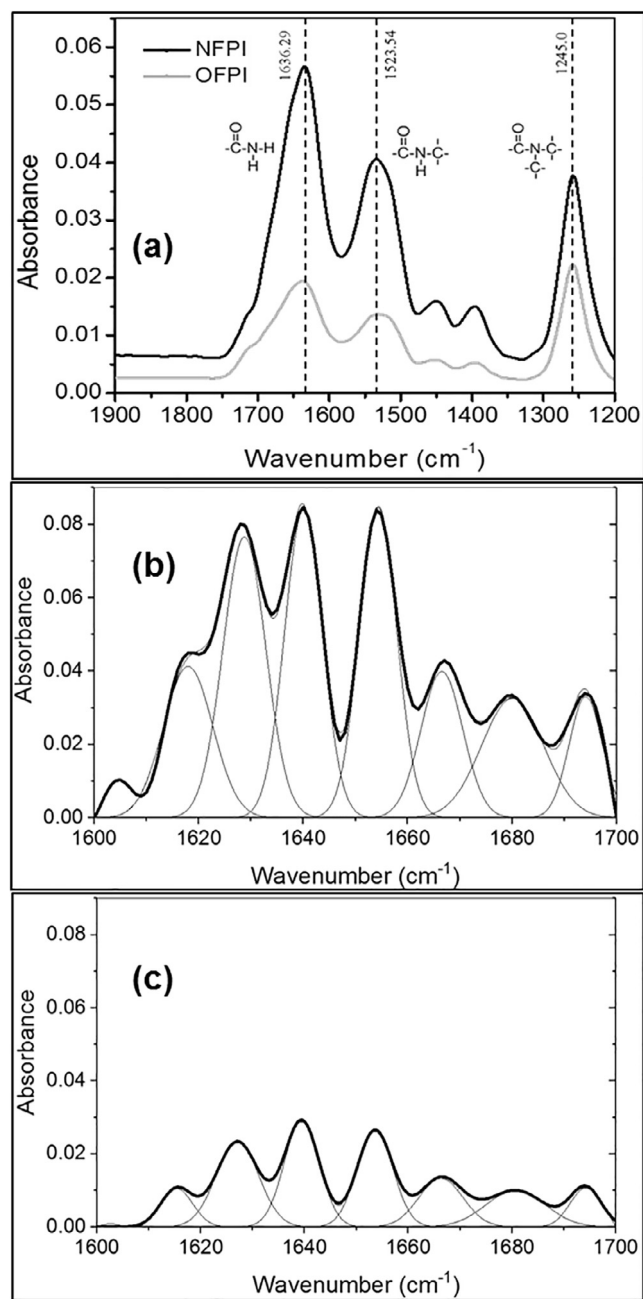 NFPI
OFPI
1636.29
1523.54
1245.0
O
-C-N-H
H
O
-C-N-C-
H
O
-C-N-C-
-C-
(a)
Absorbance
0.06
0.05
0.04
0.03
0.02
0.01
0.00
1900 1800 1700 1600 1500 1400 1300 1200
Wavenumber (cm⁻¹)
(b)
Absorbance
0.08
0.06
0.04
0.02
0.00
1600 1620 1640 1660 1680 1700
Wavenumber (cm⁻¹)
(c)
Absorbance
0.08
0.06
0.04
0.02
0.00
1600 1620 1640 1660 1680 1700
Wavenumber (cm⁻¹)